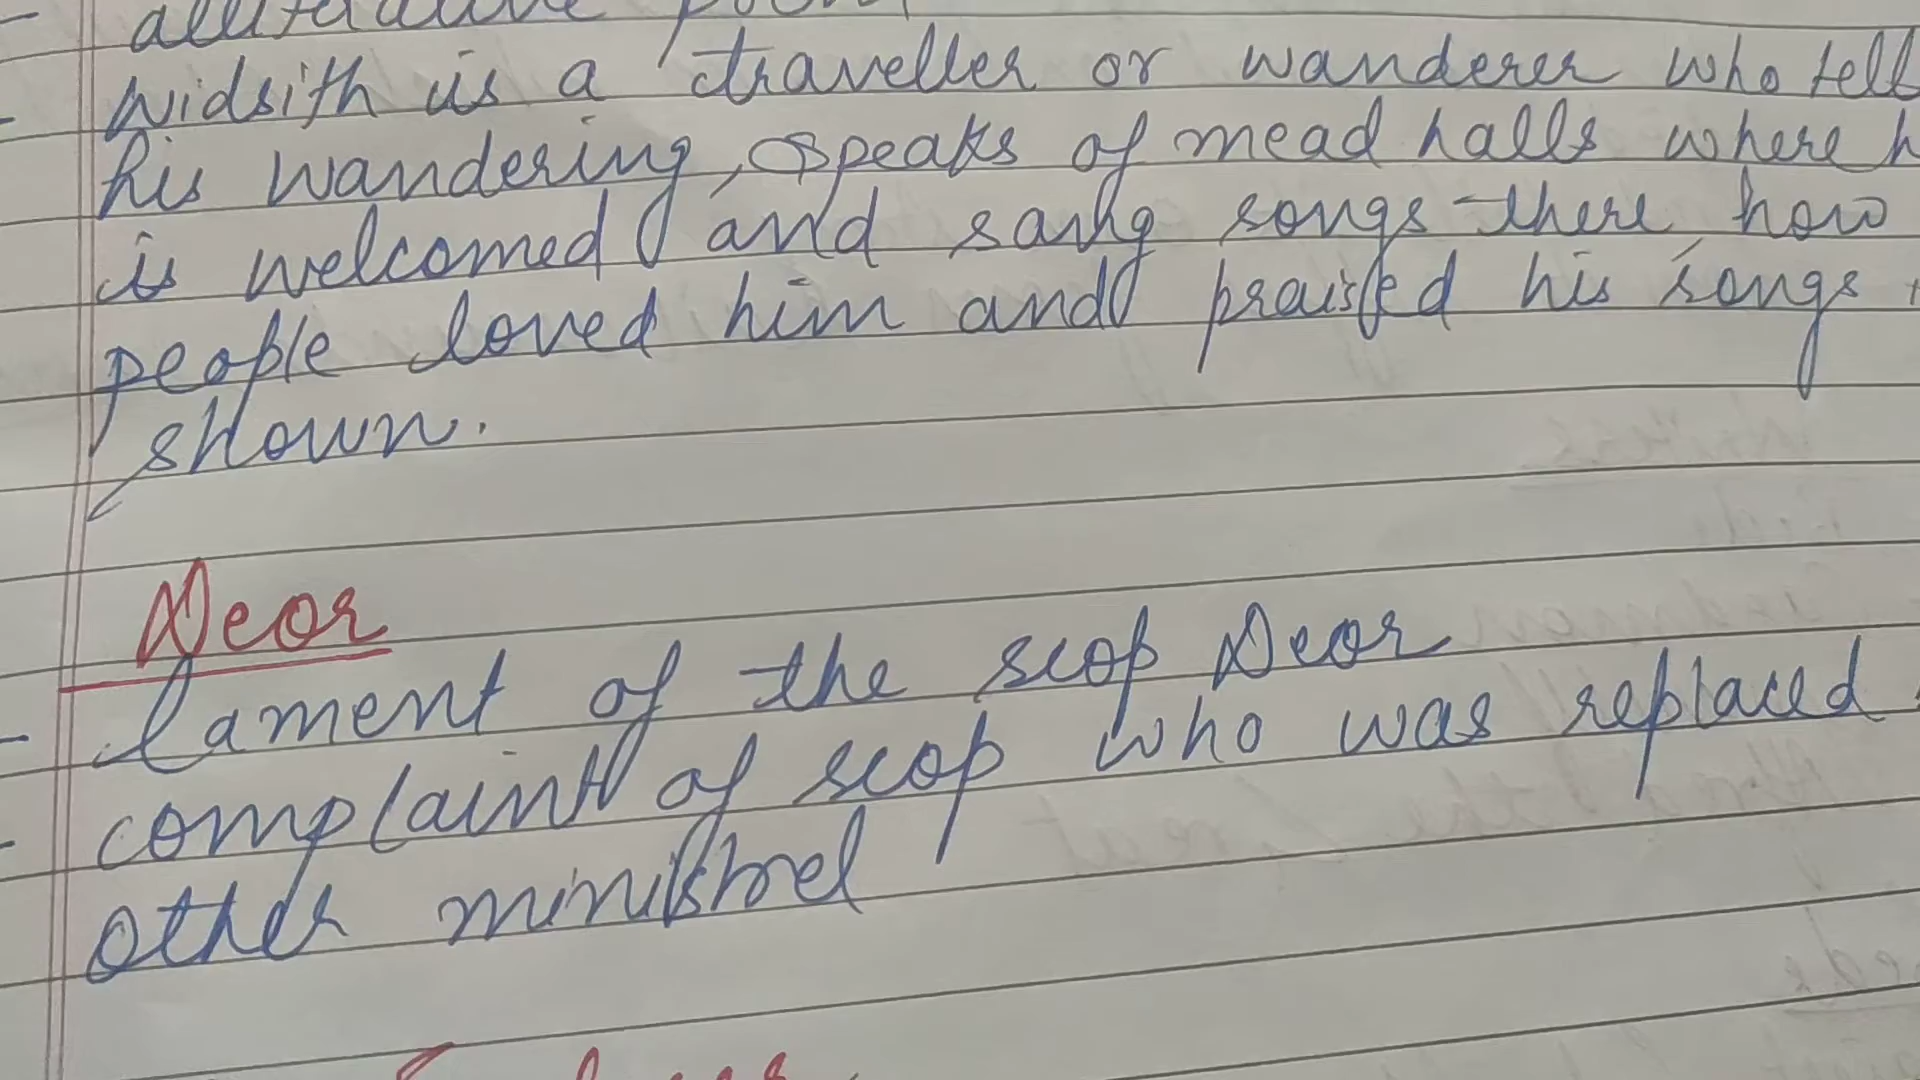 alliterative poem
widsith is a traveller or wanderer who tell
his wandering, speaks of mead halls where h
is welcomed and sang songs there how
people loved him and praised his songs
shown.
Deor
- lament of the scop Deor
- complaint of scop who was replaced
other minstrel